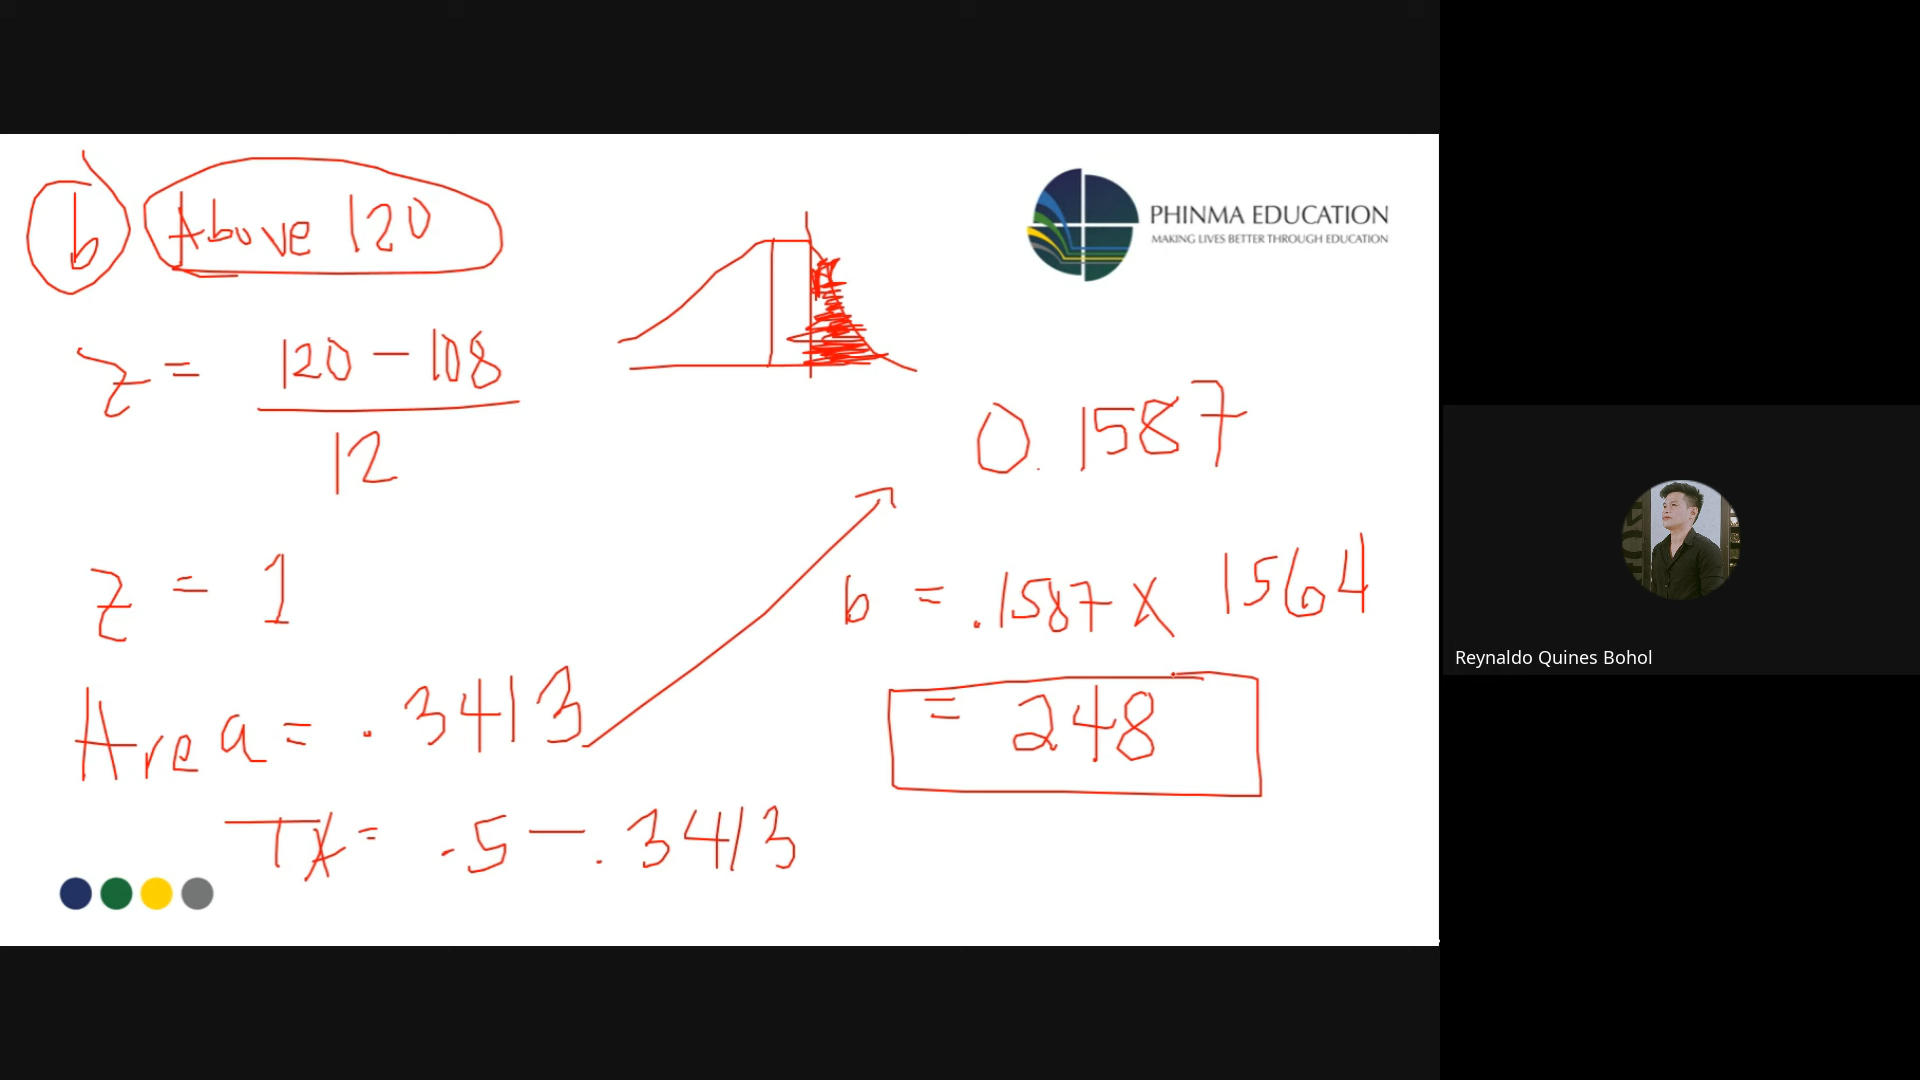 b Above 120
PHINMA EDUCATION
MAKING LIVES BETTER THROUGH EDUCATION
z = 120 - 108
12
0.1587
z = 1
b = .1587 x 1564
= 248
Area = .3413
= .5 - .3413
Reynaldo Quines Bohol